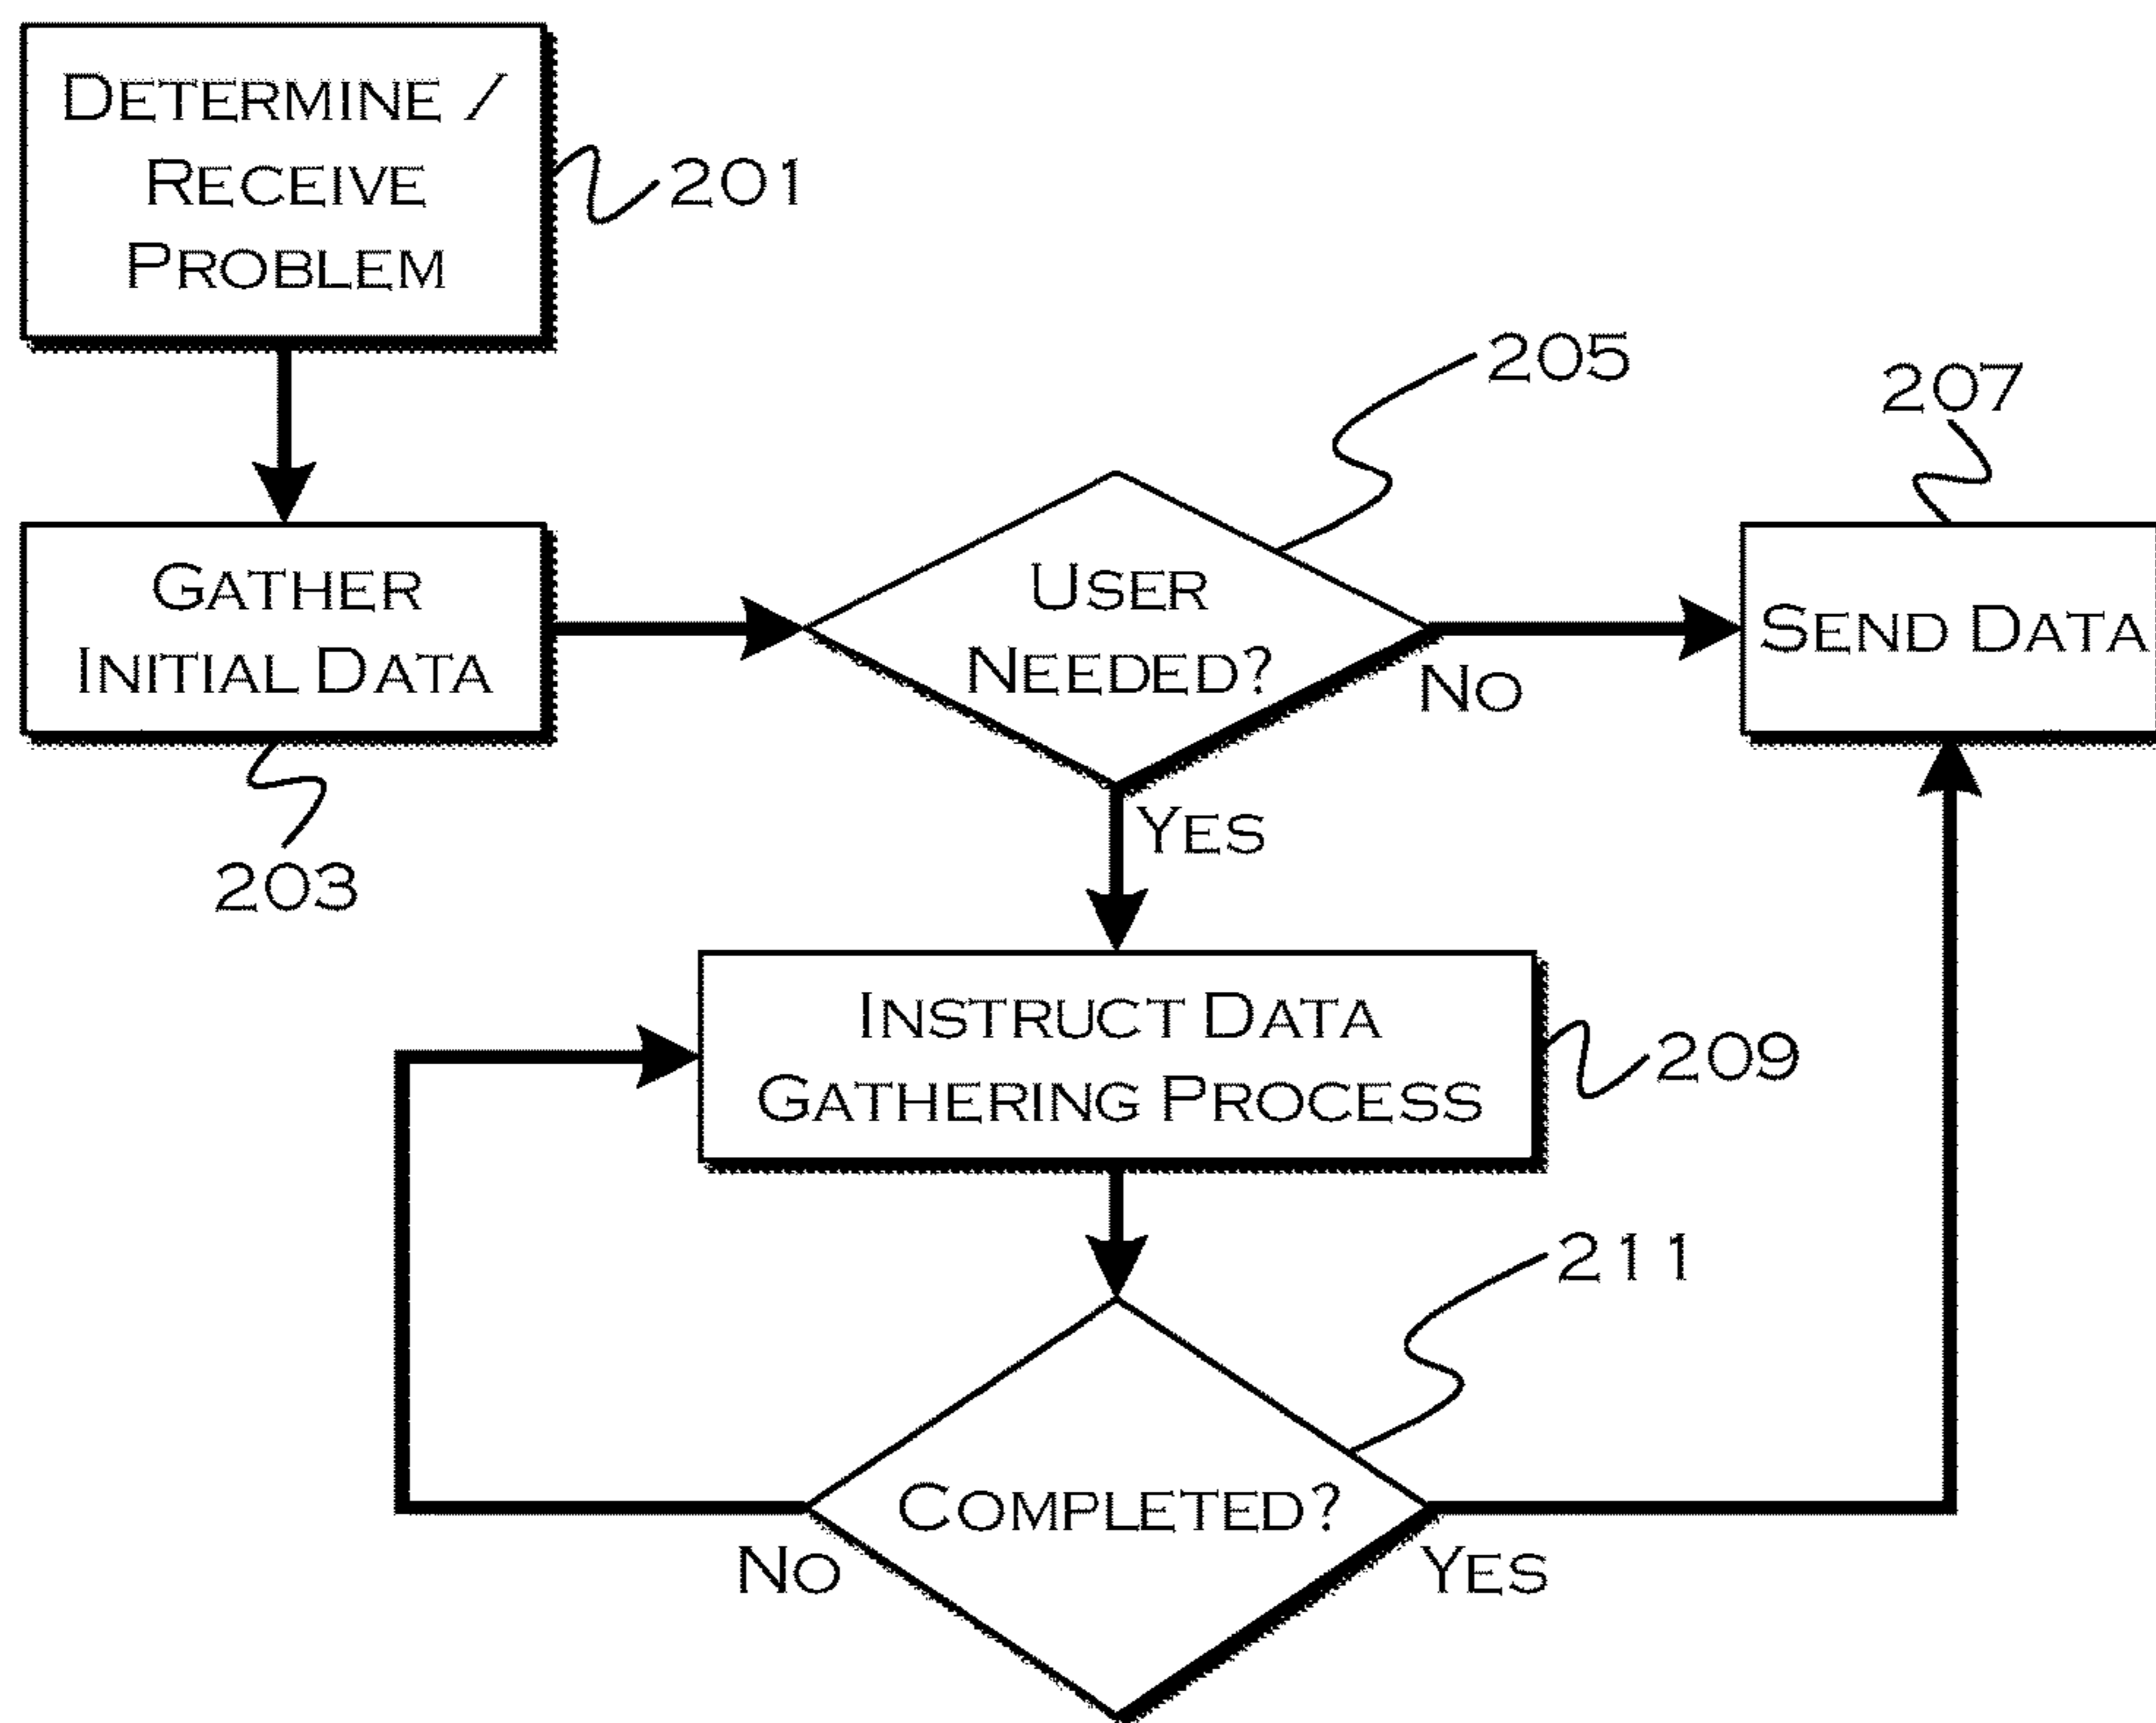 DETERMINE /
RECEIVE
PROBLEM
201
205
207
GATHER
INITIAL DATA
203
USER
NEEDED?
NO
YES
SEND DATA
INSTRUCT DATA
GATHERING PROCESS
209
211
COMPLETED?
NO
YES